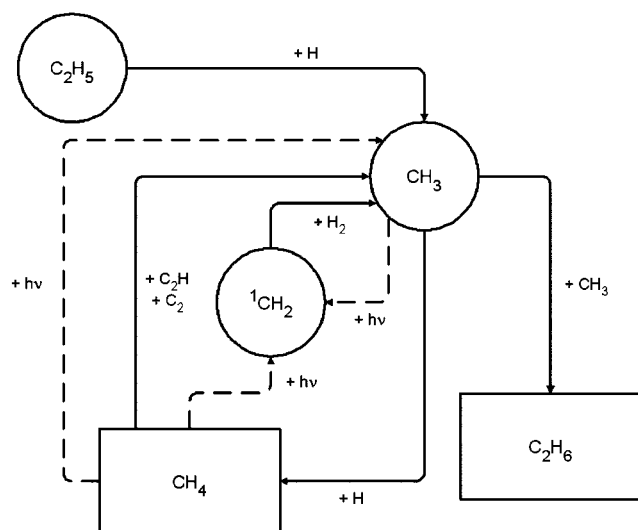 + H
C₂H₅
CH₃
+ H₂
+ C₂H
+ C₂
+ hν
¹CH₂
+ hν
+ CH₃
+ hν
C₂H₆
CH₄
+ H